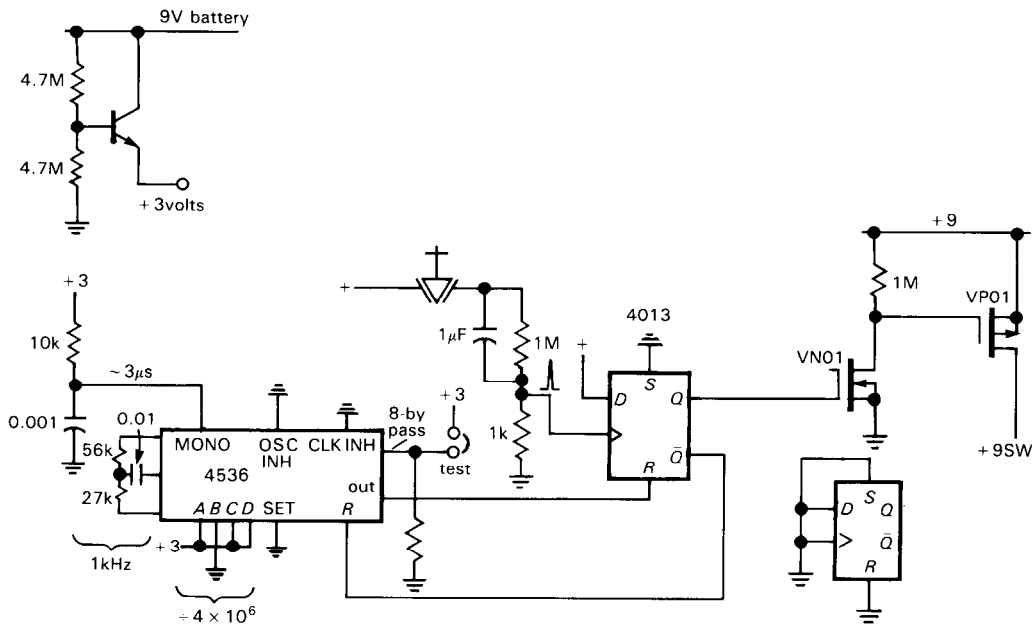 9V battery
4.7M
4.7M
+3volts
+3
10k
~3μs
0.001
0.01
56k
27k
1kHz
MONO
OSC
INH
CLK INH
4536
out
A B C D SET
R
+3
÷4 × 10⁶
8-by
pass
+3
test
+
1μF
1M
1k
+
4013
S
D
Q
Q̄
R
+9
1M
VP01
VN01
+9SW
S
D
Q
Q̄
R